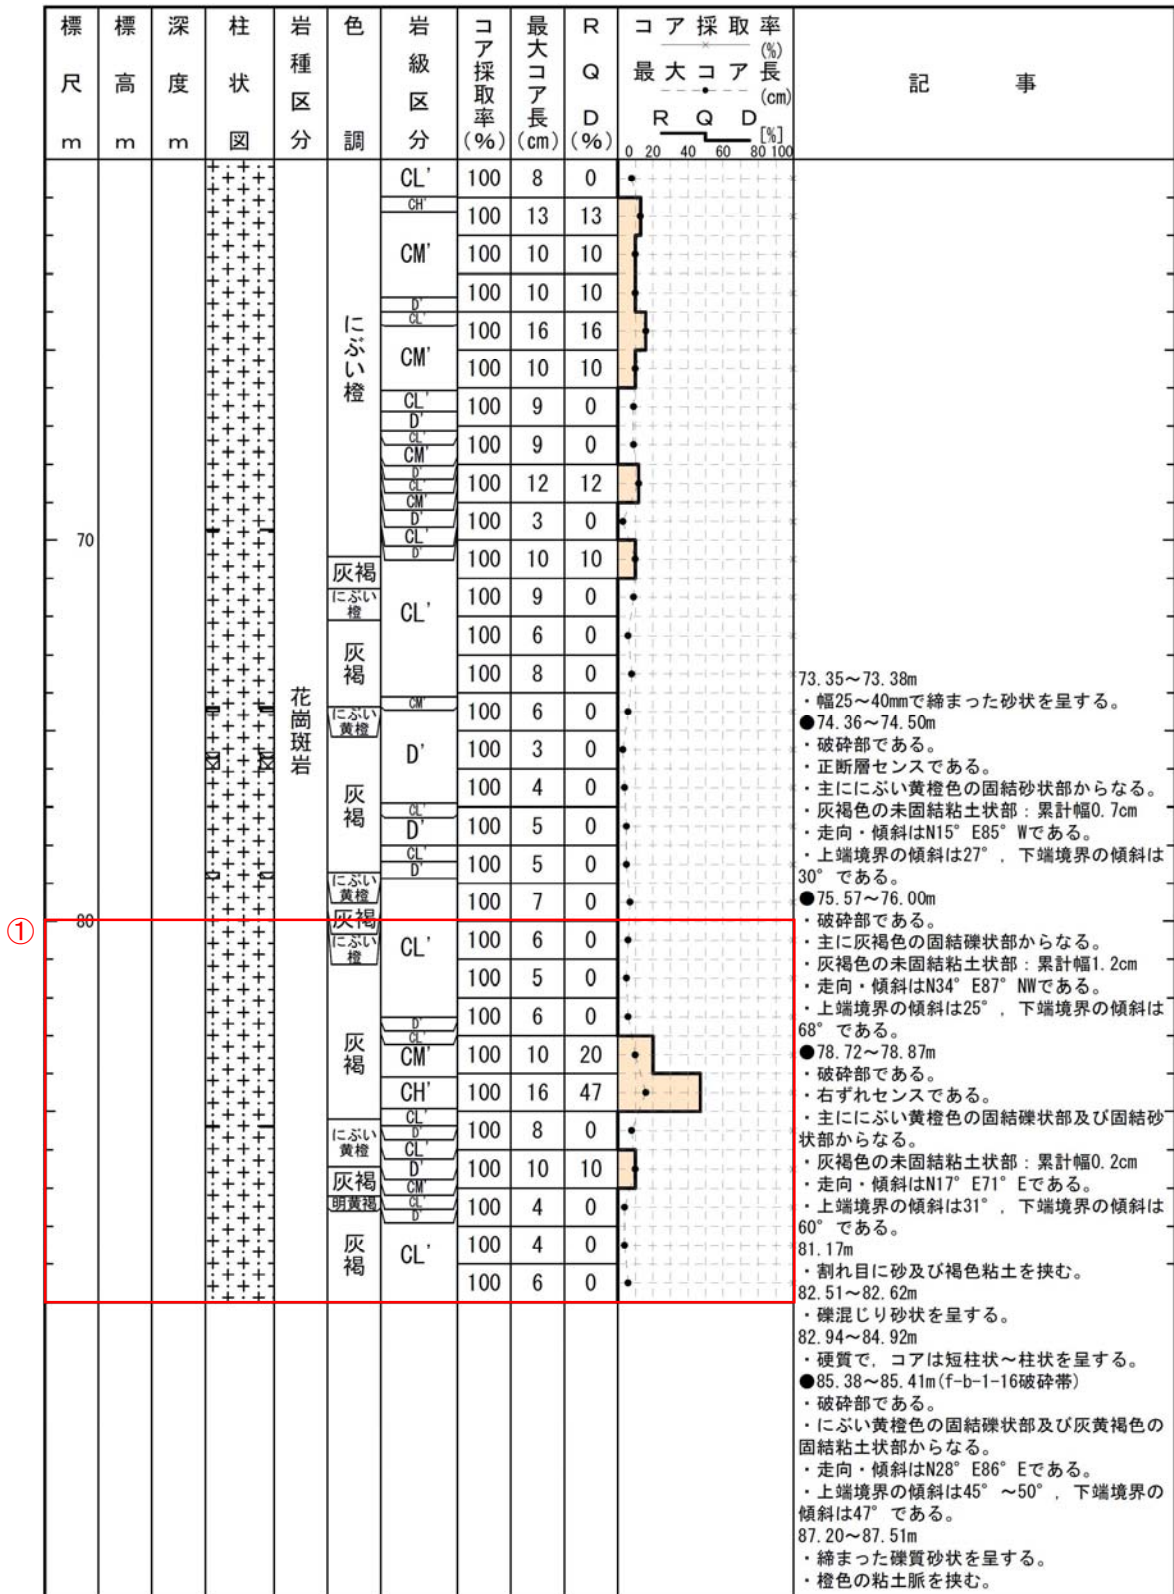 標尺m
標高m
深度m
柱状図
岩種区分
色調
岩級区分
コア採取率(%)
最大コア長(cm)
RQD(%)
コア採取率(%)
最大コア長(cm)
RQD[%]
0 20 40 60 80 100
記事
CL' 100 8 0
CH' 100 13 13
CM' 100 10 10
100 10 10
D'
CL' 100 16 16
にぶい橙
CM' 100 10 10
CL' 100 9 0
D'
CL' 100 9 0
CM'
D'
CL' 100 12 12
CM'
D' 100 3 0
70
CL'
D' 100 10 10
灰褐
にぶい橙
CL' 100 9 0
100 6 0
灰褐
100 8 0
花崗斑岩
CM' 100 6 0
にぶい黄橙
D' 100 3 0
灰褐
100 4 0
CL'
D' 100 5 0
CL' 100 5 0
D'
にぶい黄橙
100 7 0
灰褐
①
80
にぶい橙
CL' 100 6 0
100 5 0
100 6 0
D'
CL'
灰褐
CM' 100 10 20
CH' 100 16 47
CL' 100 8 0
D'
にぶい黄橙
CL'
D' 100 10 10
灰褐
CM'
明黄褐
CL' 100 4 0
D'
灰褐
CL' 100 4 0
100 6 0
73.35～73.38m
・幅25～40mmで締まった砂状を呈する。
●74.36～74.50m
・破砕部である。
・正断層センスである。
・主ににぶい黄橙色の固結砂状部からなる。
・灰褐色の未固結粘土状部：累計幅0.7cm
・走向・傾斜はN15°E85°Wである。
・上端境界の傾斜は27°，下端境界の傾斜は
30°である。
●75.57～76.00m
・破砕部である。
・主に灰褐色の固結礫状部からなる。
・灰褐色の未固結粘土状部：累計幅1.2cm
・走向・傾斜はN34°E87°NWである。
・上端境界の傾斜は25°，下端境界の傾斜は
68°である。
●78.72～78.87m
・破砕部である。
・右ずれセンスである。
・主ににぶい黄橙色の固結礫状部及び固結砂
状部からなる。
・灰褐色の未固結粘土状部：累計幅0.2cm
・走向・傾斜はN17°E71°Eである。
・上端境界の傾斜は31°，下端境界の傾斜は
60°である。
81.17m
・割れ目に砂及び褐色粘土を挟む。
82.51～82.62m
・礫混じり砂状を呈する。
82.94～84.92m
・硬質で，コアは短柱状～柱状を呈する。
●85.38～85.41m(f-b-1-16破砕帯)
・破砕部である。
・にぶい黄橙色の固結礫状部及び灰黄褐色の
固結粘土状部からなる。
・走向・傾斜はN28°E86°Eである。
・上端境界の傾斜は45°～50°，下端境界の
傾斜は47°である。
87.20～87.51m
・締まった礫質砂状を呈する。
・橙色の粘土脈を挟む。